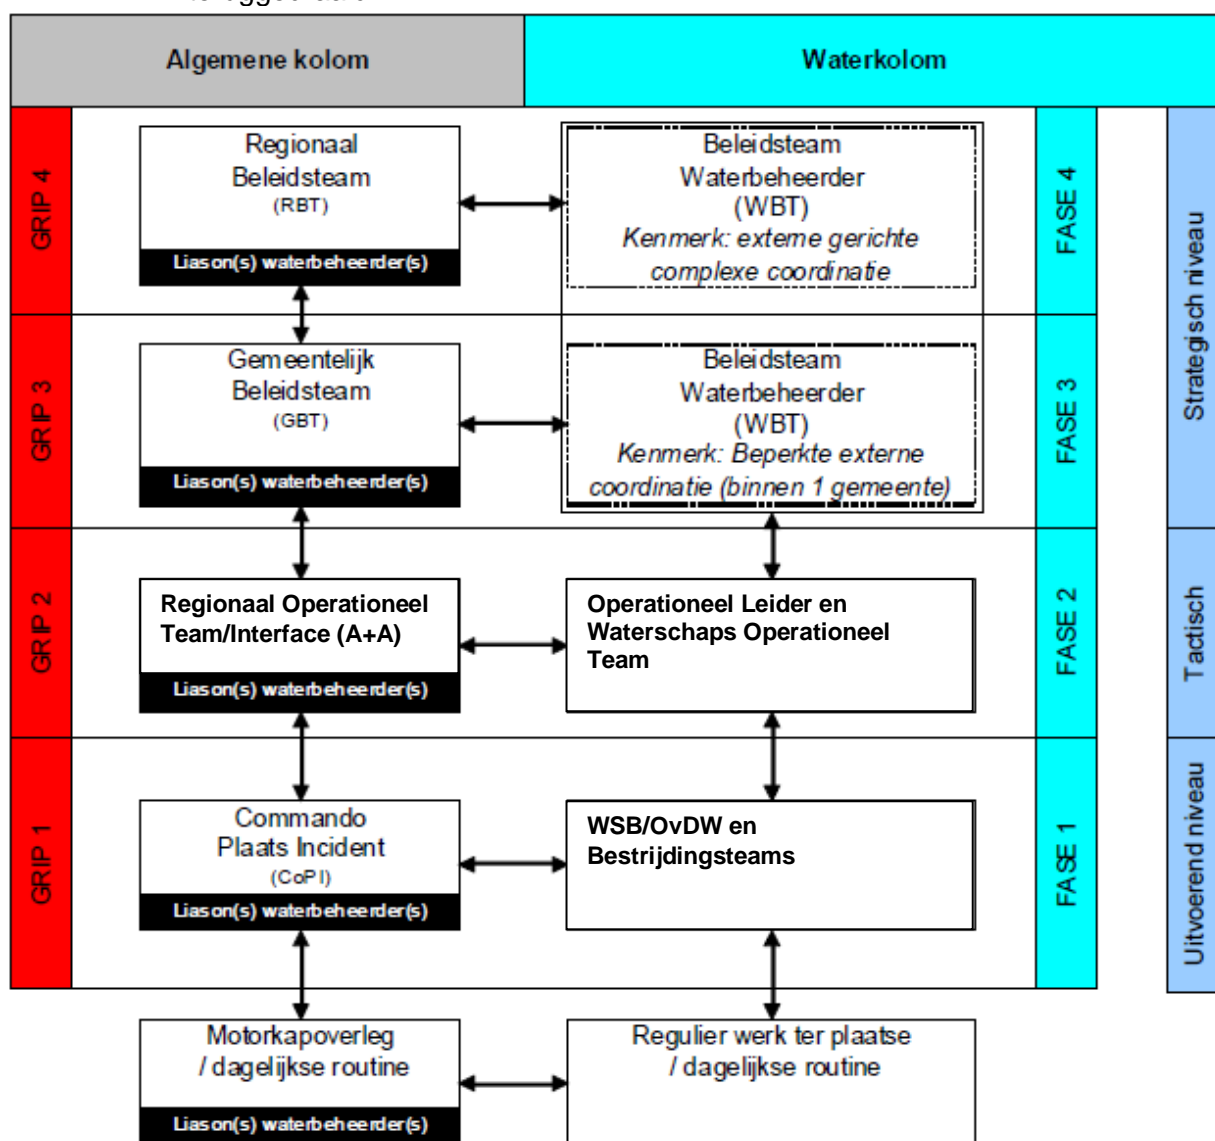 Algemene kolom
Waterkolom
GRIP 4
Regionaal
Beleidsteam
(RBT)
Liason(s) waterbeheerder(s)
Beleidsteam
Waterbeheerder
(WBT)
Kenmerk: externe gerichte
complexe coordinatie
FASE 4
Strategisch niveau
GRIP 3
Gemeentelijk
Beleidsteam
(GBT)
Liason(s) waterbeheerder(s)
Beleidsteam
Waterbeheerder
(WBT)
Kenmerk: Beperkte externe
coordinatie (binnen 1 gemeente)
FASE 3
GRIP 2
Regionaal Operationeel
Team/Interface (A+A)
Liason(s) waterbeheerder(s)
Operationeel Leider en
Waterschaps Operationeel
Team
FASE 2
Tactisch
GRIP 1
Commando
Plaats Incident
(CoPI)
Liason(s) waterbeheerder(s)
WSB/OvDW en
Bestrijdingsteams
FASE 1
Uitvoerend niveau
Motorkapoverleg
/ dagelijkse routine
Liason(s) waterbeheerder(s)
Regulier werk ter plaatse
/ dagelijkse routine